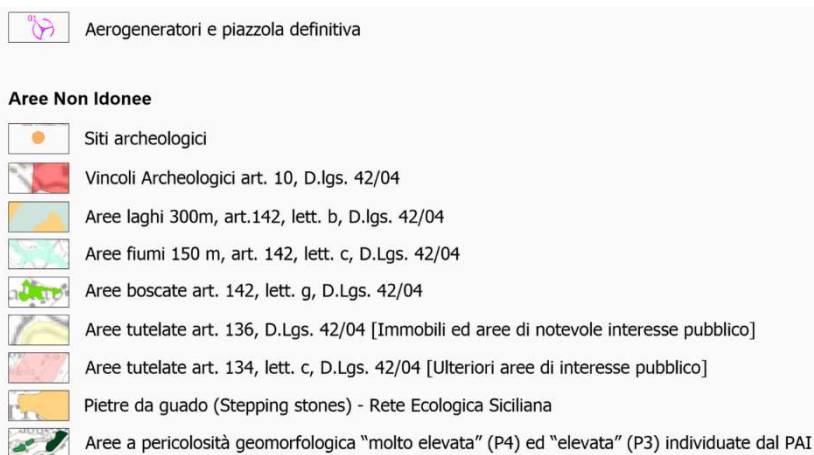 01
Aerogeneratori e piazzola definitiva
Aree Non Idonee
Siti archeologici
Vincoli Archeologici art. 10, D.lgs. 42/04
Aree laghi 300m, art.142, lett. b, D.lgs. 42/04
Aree fiumi 150 m, art. 142, lett. c, D.Lgs. 42/04
Aree boscate art. 142, lett. g, D.Lgs. 42/04
Aree tutelate art. 136, D.Lgs. 42/04 [Immobili ed aree di notevole interesse pubblico]
Aree tutelate art. 134, lett. c, D.Lgs. 42/04 [Ulteriori aree di interesse pubblico]
Pietre da guado (Stepping stones) - Rete Ecologica Siciliana
Aree a pericolosità geomorfologica “molto elevata” (P4) ed “elevata” (P3) individuate dal PAI